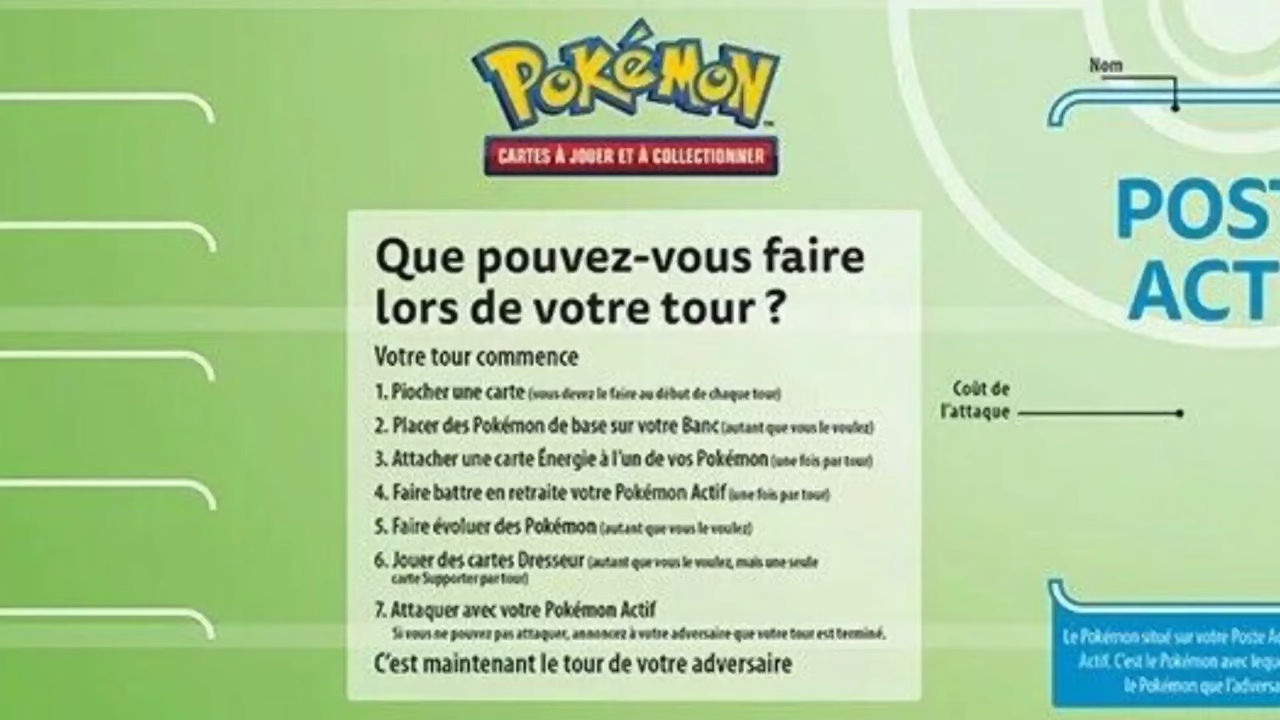 POKÉMON
CARTES À JOUER ET À COLLECTIONNER
Que pouvez-vous faire
lors de votre tour ?
Votre tour commence
1. Piocher une carte (vous devez le faire au début de chaque tour)
2. Placer des Pokémon de base sur votre Banc (autant que vous le voulez)
3. Attacher une carte Énergie à l'un de vos Pokémon (une fois par tour)
4. Faire battre en retraite votre Pokémon Actif (une fois par tour)
5. Faire évoluer des Pokémon (autant que vous le voulez)
6. Jouer des cartes Dresseur (autant que vous le voulez, mais une seule
carte Supporter par tour)
7. Attaquer avec votre Pokémon Actif
Si vous ne pouvez pas attaquer, annoncez à votre adversaire que votre tour est terminé.
C'est maintenant le tour de votre adversaire
Nom
POST
ACT
Coût de
l'attaque
Le Pokémon situé sur votre Poste
Actif. C'est le Pokémon avec
le Pokémon que